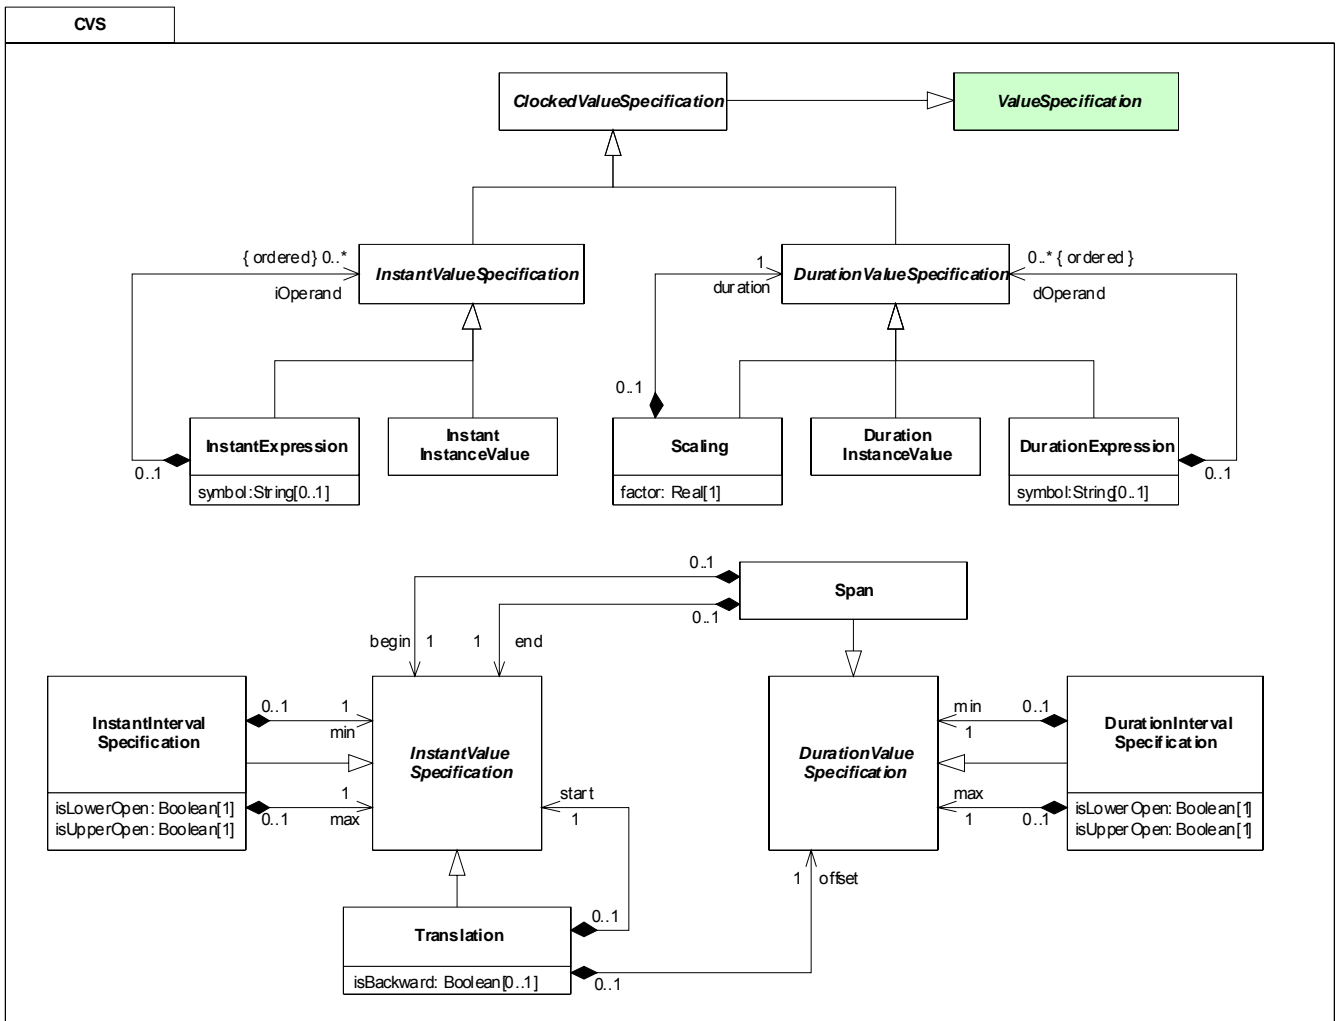 CVS
ClockedValueSpecification
ValueSpecification
{ ordered} 0..*
InstantValueSpecification
iOperand
1
duration
DurationValueSpecification
0..* { ordered }
dOperand
0..1
InstantExpression
symbol:String[0..1]
0..1
Instant
InstanceValue
Scaling
factor: Real[1]
Duration
InstanceValue
DurationExpression
symbol:String[0..1]
0..1
0..1
Span
0..1
begin
1
1
end
InstantInterval
Specification
isLowerOpen: Boolean[1]
isUpperOpen: Boolean[1]
0..1
1
min
1
0..1
max
InstantValue
Specification
start
1
DurationValue
Specification
min
0..1
1
max
1
0..1
DurationInterval
Specification
isLowerOpen: Boolean[1]
isUpperOpen: Boolean[1]
1
offset
Translation
isBackward: Boolean[0..1]
0..1
0..1